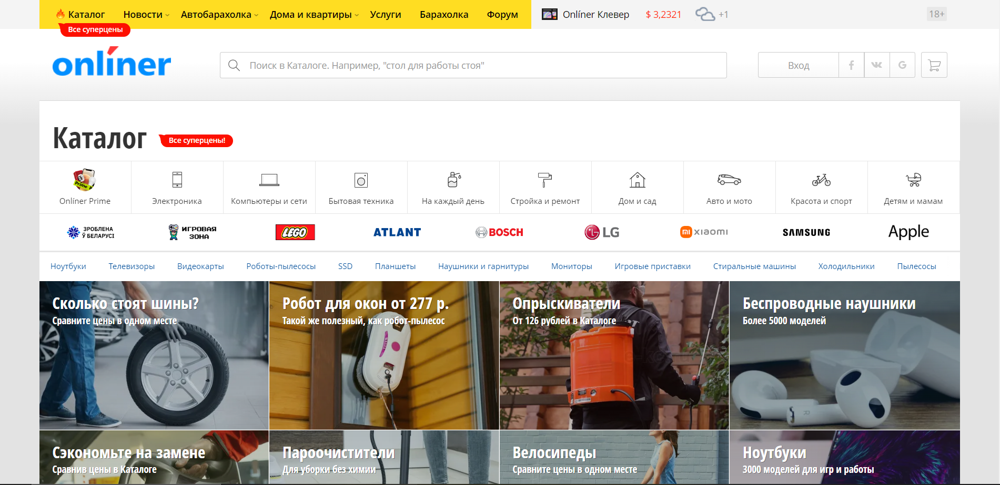 Каталог Новости Автобарахолка Дома и квартиры Услуги Барахолка Форум Onlíner Клевер $ 3,2321 +1 18+
Все суперцены
onlíner
Поиск в Каталоге. Например, "стол для работы стоя"
Вход
Каталог Все суперцены!
Prime
Onlíner Prime Электроника Компьютеры и сети Бытовая техника На каждый день Стройка и ремонт Дом и сад Авто и мото Красота и спорт Детям и мамам
ЗРОБЛЕНА
Ў БЕЛАРУСІ
ИГРОВАЯ
ЗОНА
LEGO
ATLANT
BOSCH
LG
mi xiaomi
SAMSUNG
Apple
Ноутбуки Телевизоры Видеокарты Роботы-пылесосы SSD Планшеты Наушники и гарнитуры Мониторы Игровые приставки Стиральные машины Холодильники Пылесосы
Сколько стоят шины?
Сравните цены в одном месте
Робот для окон от 277 р.
Такой же полезный, как робот-пылесос
Опрыскиватели
От 126 рублей в Каталоге
Беспроводные наушники
Более 5000 моделей
Сэкономьте на замене
Сравнив цены в Каталоге
Пароочистители
Для уборки без химии
Велосипеды
Сравните цены в одном месте
Ноутбуки
3000 моделей для игр и работы